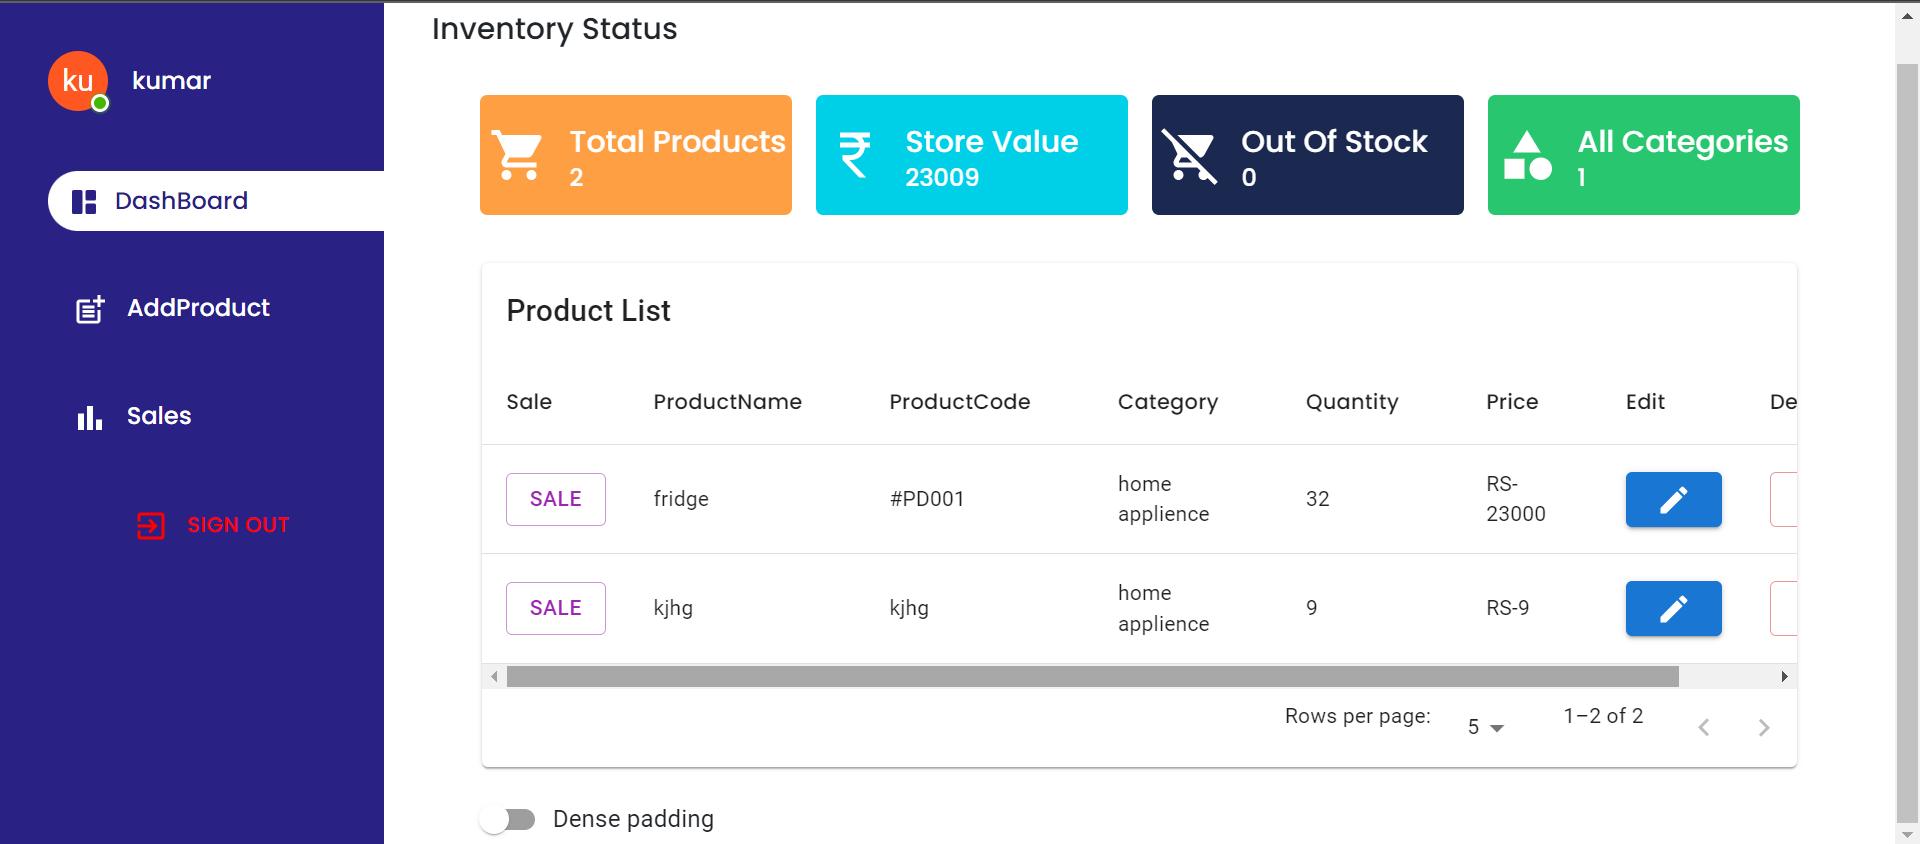 Inventory Status
ku
kumar
DashBoard
AddProduct
Sales
SIGN OUT
Total Products
2
₹
Store Value
23009
Out Of Stock
0
All Categories
1
Product List
Sale ProductName ProductCode Category Quantity Price Edit De
SALE fridge #PD001 home applience 32 RS-23000
SALE kjhg kjhg home applience 9 RS-9
Rows per page: 5 1–2 of 2
Dense padding